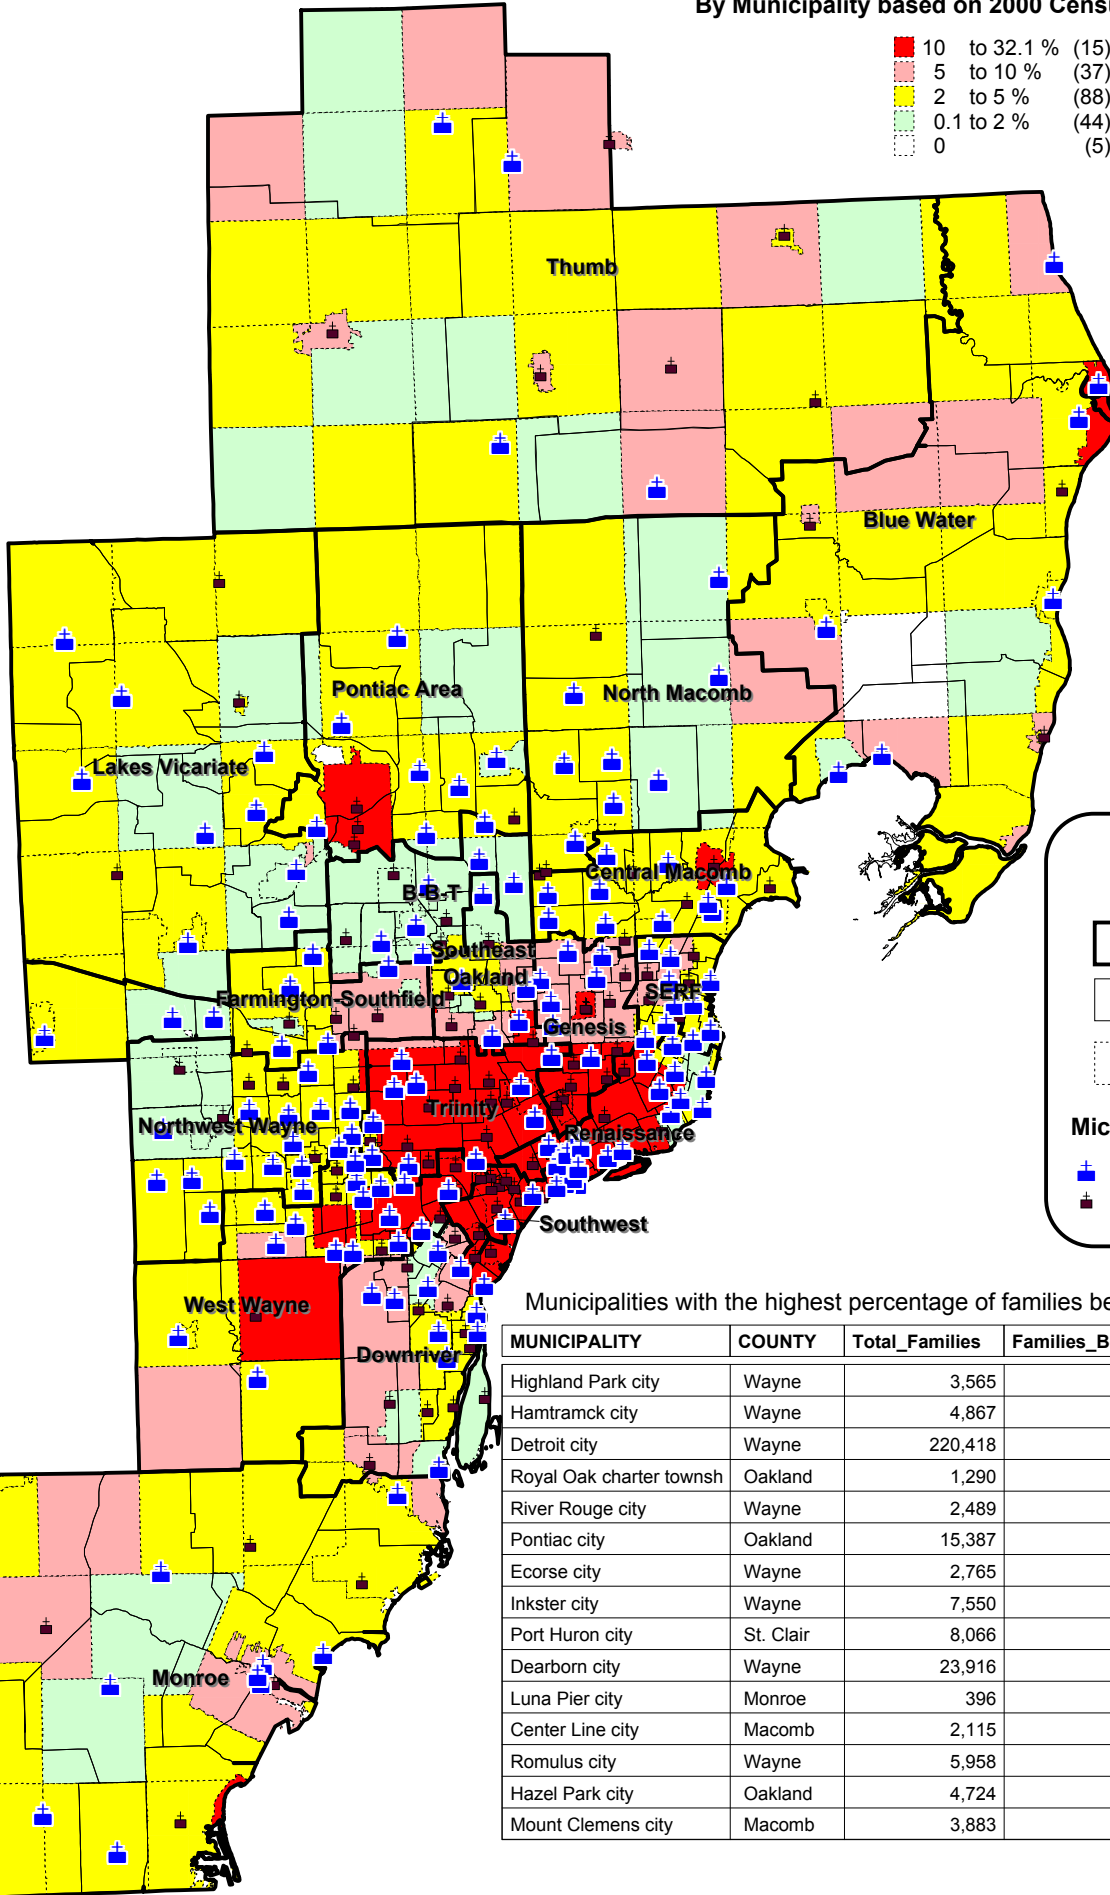 By Municipality based on 2000 Censu
10 to 32.1 % (15)
5 to 10 % (37)
2 to 5 % (88)
0.1 to 2 % (44)
0 (5)
Thumb
Blue Water
Pontiac Area
North Macomb
Lakes Vicariate
Central Macomb
B-B-T
Southeast
Oakland
Farmington-Southfield
SERF
Genesis
Triinity
Northwest Wayne
Renaissance
Mic
Southwest
West Wayne
Downriver
Monroe
Municipalities with the highest percentage of families be
MUNICIPALITY COUNTY Total_Families Families_B
Highland Park city Wayne 3,565
Hamtramck city Wayne 4,867
Detroit city Wayne 220,418
Royal Oak charter townsh Oakland 1,290
River Rouge city Wayne 2,489
Pontiac city Oakland 15,387
Ecorse city Wayne 2,765
Inkster city Wayne 7,550
Port Huron city St. Clair 8,066
Dearborn city Wayne 23,916
Luna Pier city Monroe 396
Center Line city Macomb 2,115
Romulus city Wayne 5,958
Hazel Park city Oakland 4,724
Mount Clemens city Macomb 3,883